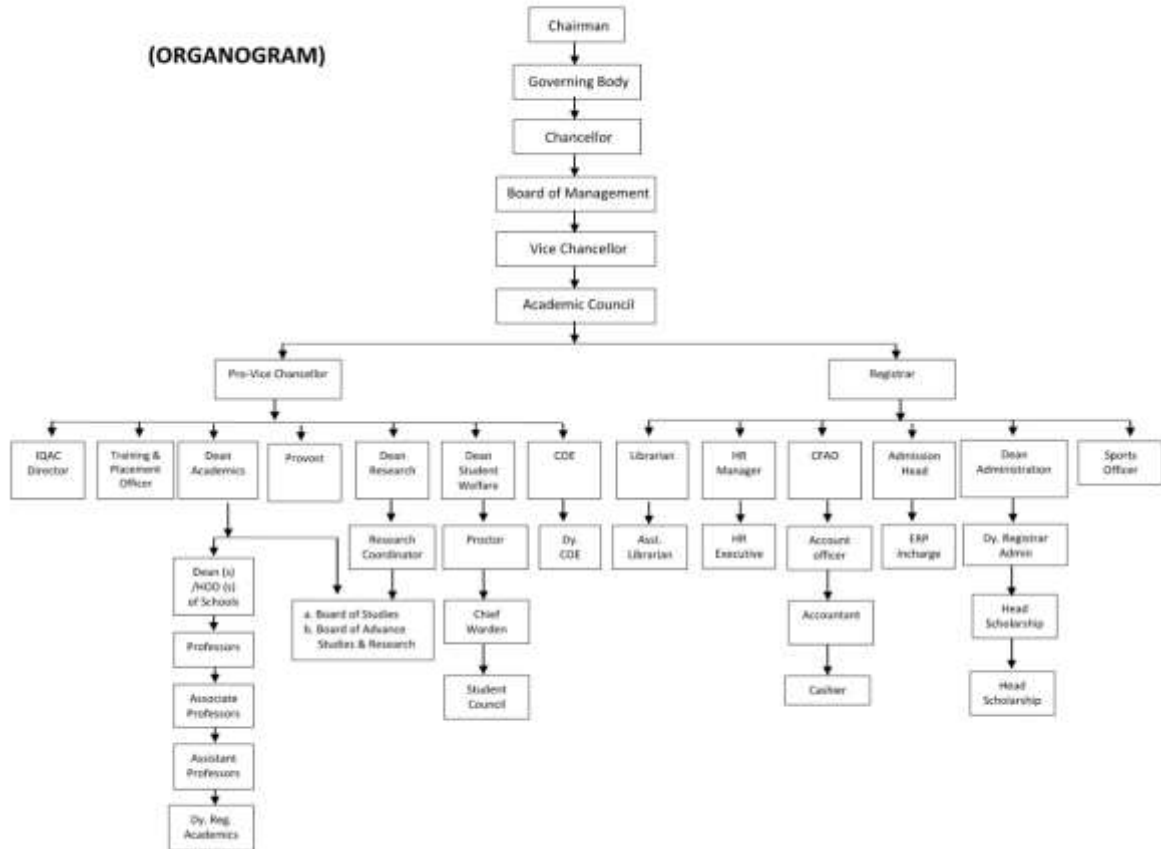 (ORGANOGRAM)
Chairman
Governing Body
Chancellor
Board of Management
Vice Chancellor
Academic Council
Pro-Vice Chancellor
Registrar
IQAC
Director
Training &
Placement
Officer
Dean
Academics
Provost
Dean
Research
Dean
Student
Welfare
COE
Librarian
HR
Manager
CFAO
Admission
Head
Dean
Administration
Sports
Officer
Research
Coordinator
Proctor
Dy.
COE
Asst.
Librarian
HR
Executive
Account
officer
ERP
Incharge
Dy. Registrar
Admin
Dean (s)
/HOD (s)
of Schools
a. Board of Studies
b. Board of Advance
Studies & Research
Chief
Warden
Accountant
Head
Scholarship
Professors
Student
Council
Cashier
Head
Scholarship
Associate
Professors
Assistant
Professors
Dy. Reg.
Academics